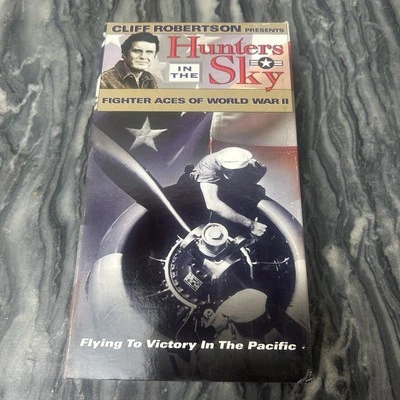 CLIFF ROBERTSON PRESENTS
Hunters
IN THE
Sky
FIGHTER ACES OF WORLD WAR II
Flying To Victory In The Pacific